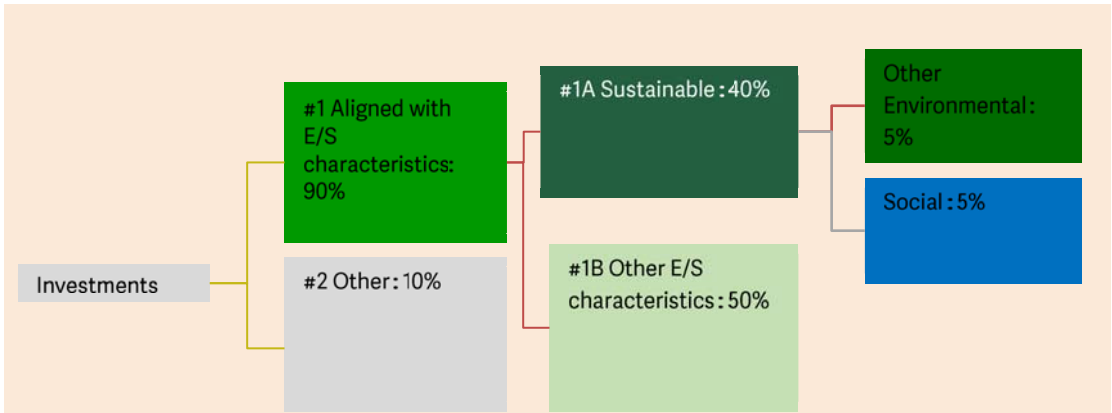 Investments
#1 Aligned with
E/S
characteristics:
90%
#2 Other: 10%
#1A Sustainable: 40%
#1B Other E/S
characteristics: 50%
Other
Environmental:
5%
Social: 5%